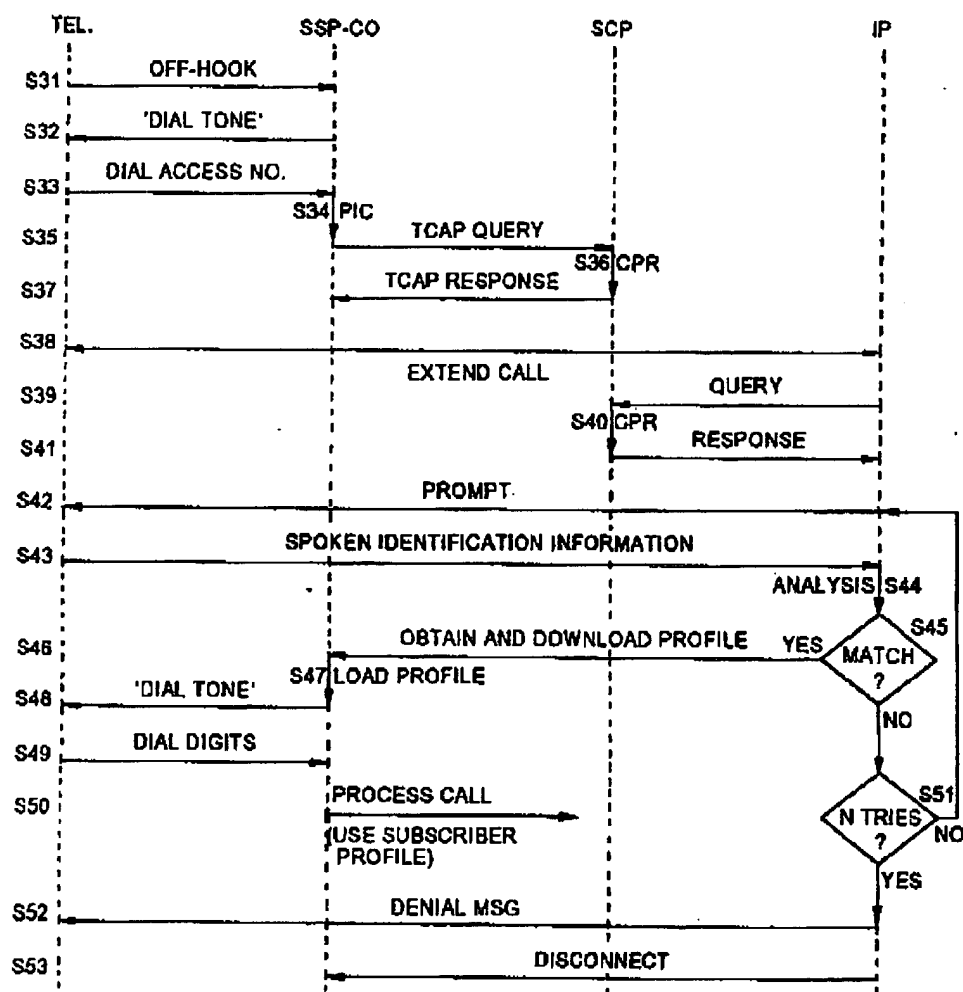 TEL. SSP-CO SCP IP
S31 OFF-HOOK
S32 'DIAL TONE'
S33 DIAL ACCESS NO.
S34 PIC
S35 TCAP QUERY
S36 CPR
S37 TCAP RESPONSE
S38
EXTEND CALL
S39 QUERY
S40 CPR
S41 RESPONSE
S42 PROMPT
S43 SPOKEN IDENTIFICATION INFORMATION
ANALYSIS S44
S46 OBTAIN AND DOWNLOAD PROFILE YES S45
MATCH
?
S47 LOAD PROFILE
S48 'DIAL TONE'
NO
S49 DIAL DIGITS
S50 PROCESS CALL
(USE SUBSCRIBER
PROFILE)
S51
N TRIES
?
NO
YES
S52 DENIAL MSG
S53 DISCONNECT